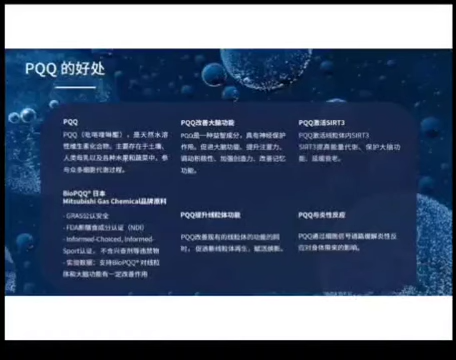 PQQ 的好处
PQQ
PQQ（吡咯喹啉醌），是天然水溶
性维生素化合物。主要存在于土壤、
人类母乳以及各种水果和蔬菜中，参
与众多细胞代谢过程。
BioPQQ® 日本
Mitsubishi Gas Chemical品牌原料
- GRAS公认安全
- FDA新膳食成分认证（NDI）
- Informed-Choiced, Informed-
Sport认证，不含兴奋剂等违禁物
- 实验数据：支持BioPQQ® 对线粒
体和大脑功能有一定改善作用
PQQ改善大脑功能
PQQ是一种益智成分，具有神经保护
作用。促进大脑功能、提升注意力、
调动积极性、加强创造力、改善记忆
功能。
PQQ提升线粒体功能
PQQ改善现有的线粒体的功能的同
时，促进新线粒体再生、赋活焕新。
PQQ激活SIRT3
PQQ激活线粒体内SIRT3
SIRT3提高能量代谢、保护大脑功
能、延缓衰老。
PQQ与炎性反应
PQQ通过细胞信号通路缓解炎性反
应对身体带来的影响。